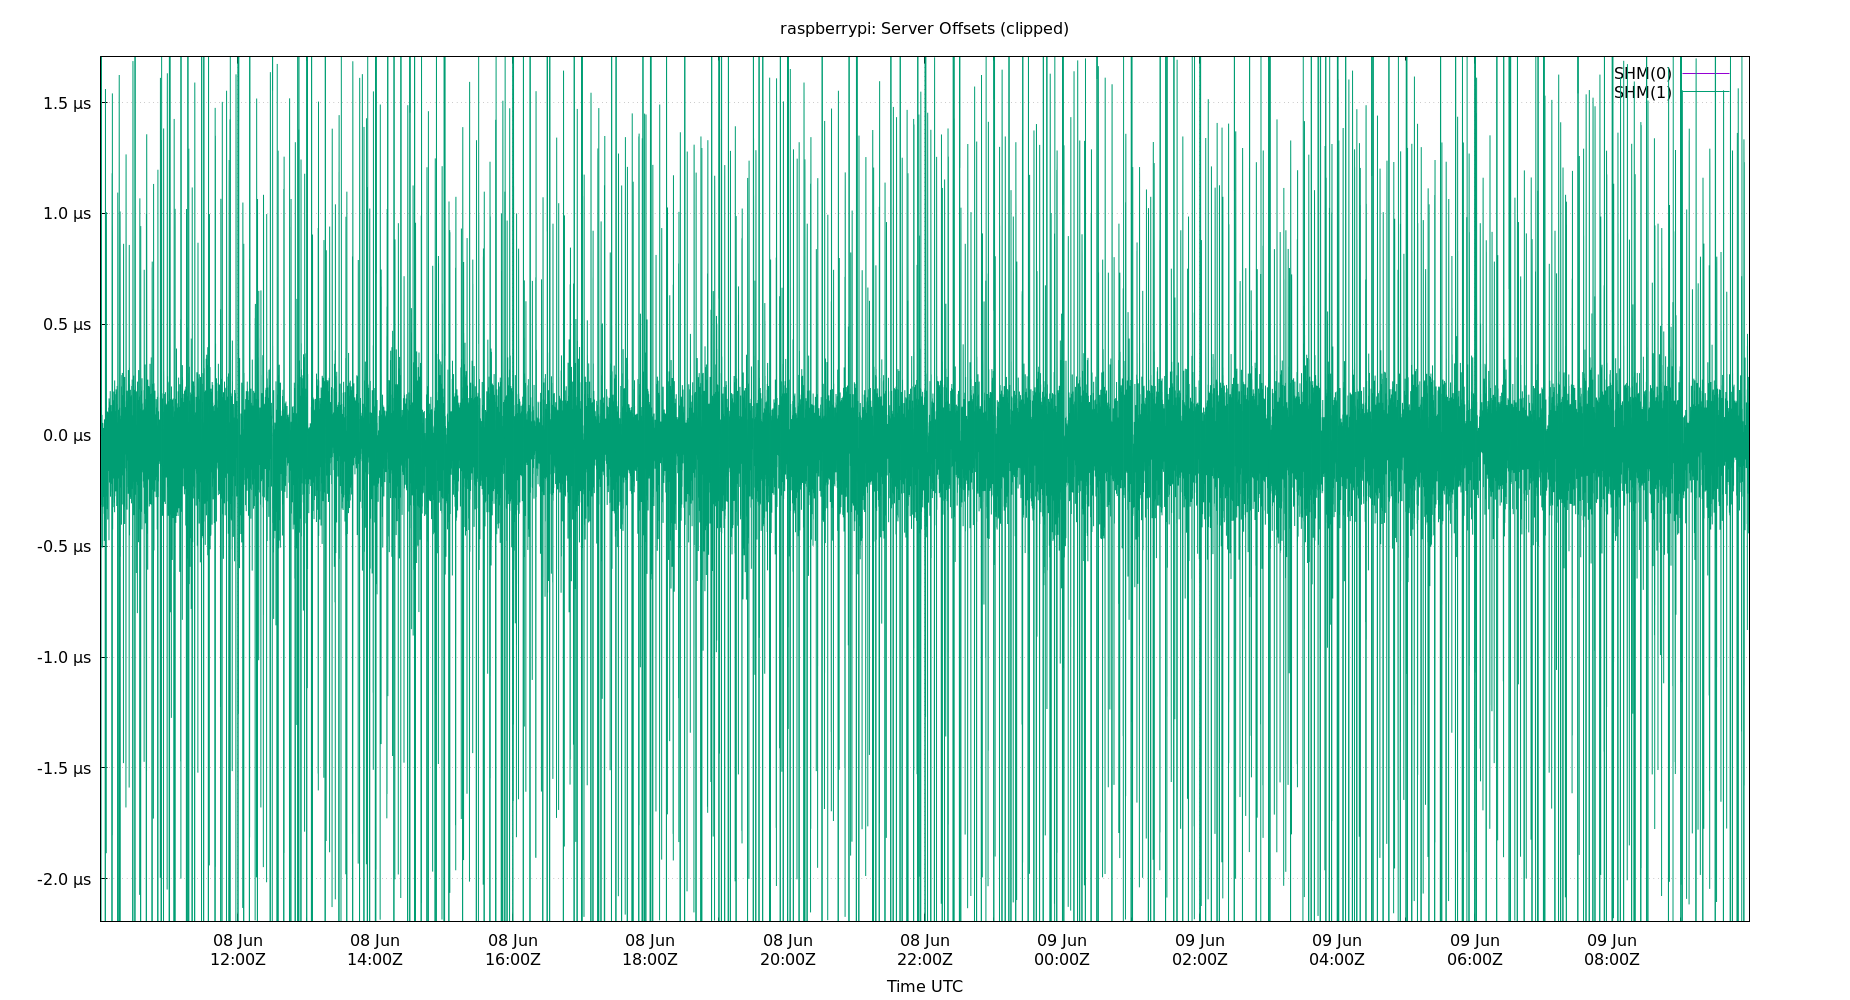 raspberrypi: Server Offsets (clipped)
SHM(0)
SHM(1)
1.5 μs
1.0 μs
0.5 μs
0.0 μs
-0.5 μs
-1.0 μs
-1.5 μs
-2.0 μs
08 Jun 08 Jun 08 Jun 08 Jun 08 Jun 08 Jun 09 Jun 09 Jun 09 Jun 09 Jun 09 Jun
12:00Z 14:00Z 16:00Z 18:00Z 20:00Z 22:00Z 00:00Z 02:00Z 04:00Z 06:00Z 08:00Z
Time UTC